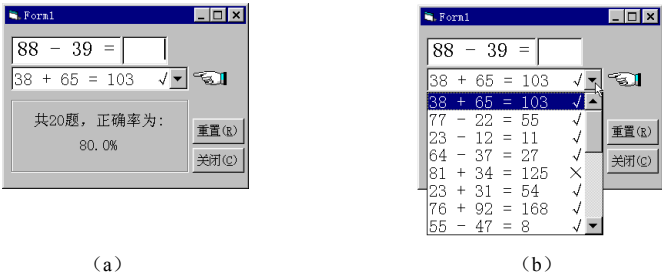 Form1
88 - 39 =
38 + 65 = 103 √
共20题，正确率为:
80.0%
重置(R)
关闭(C)
(a)
Form1
88 - 39 =
38 + 65 = 103 √
38 + 65 = 103 √
77 - 22 = 55 √
23 - 12 = 11 √
64 - 37 = 27 √
81 + 34 = 125 ×
23 + 31 = 54 √
76 + 92 = 168 √
55 - 47 = 8 √
重置(R)
关闭(C)
(b)